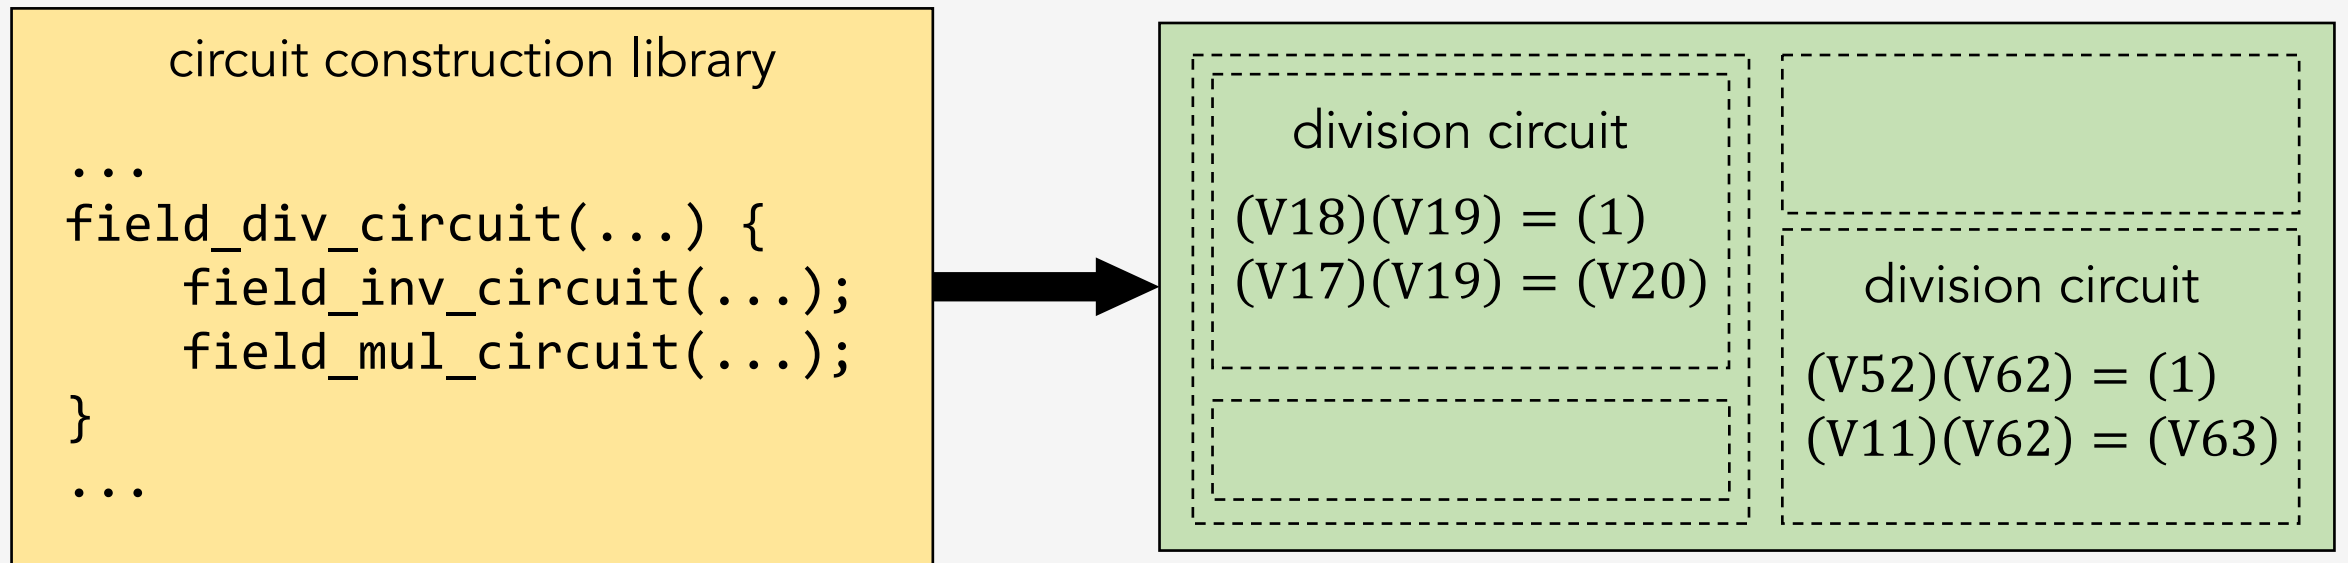 circuit construction library
...
field_div_circuit(...) {
    field_inv_circuit(...);
    field_mul_circuit(...);
}
...
division circuit
(V18)(V19) = (1)
(V17)(V19) = (V20)
division circuit
(V52)(V62) = (1)
(V11)(V62) = (V63)